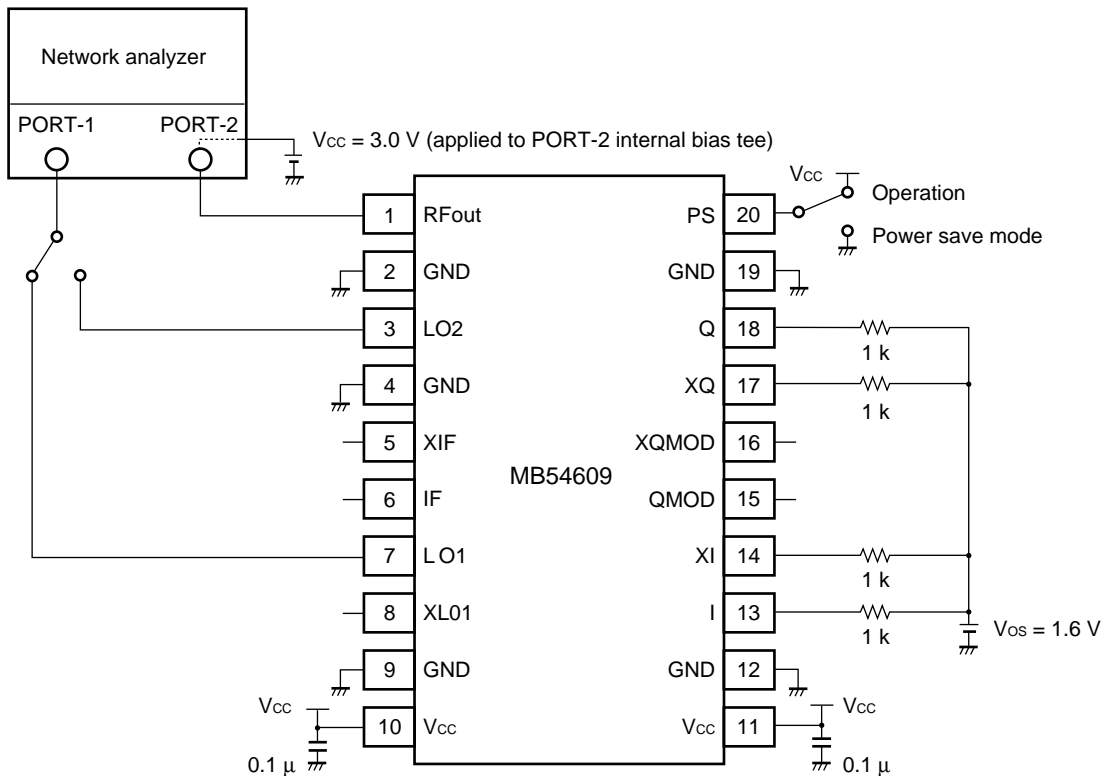 Network analyzer
PORT-1 PORT-2
Vcc = 3.0 V (applied to PORT-2 internal bias tee)
Vcc
Operation
Power save mode
1 RFout
2 GND
3 LO2
4 GND
5 XIF
6 IF
7 LO1
8 XL01
9 GND
10 Vcc
Vcc
0.1 μ
MB54609
PS 20
GND 19
Q 18
1 k
XQ 17
1 k
XQMOD 16
QMOD 15
XI 14
1 k
I 13
1 k
Vos = 1.6 V
GND 12
Vcc 11
Vcc
0.1 μ